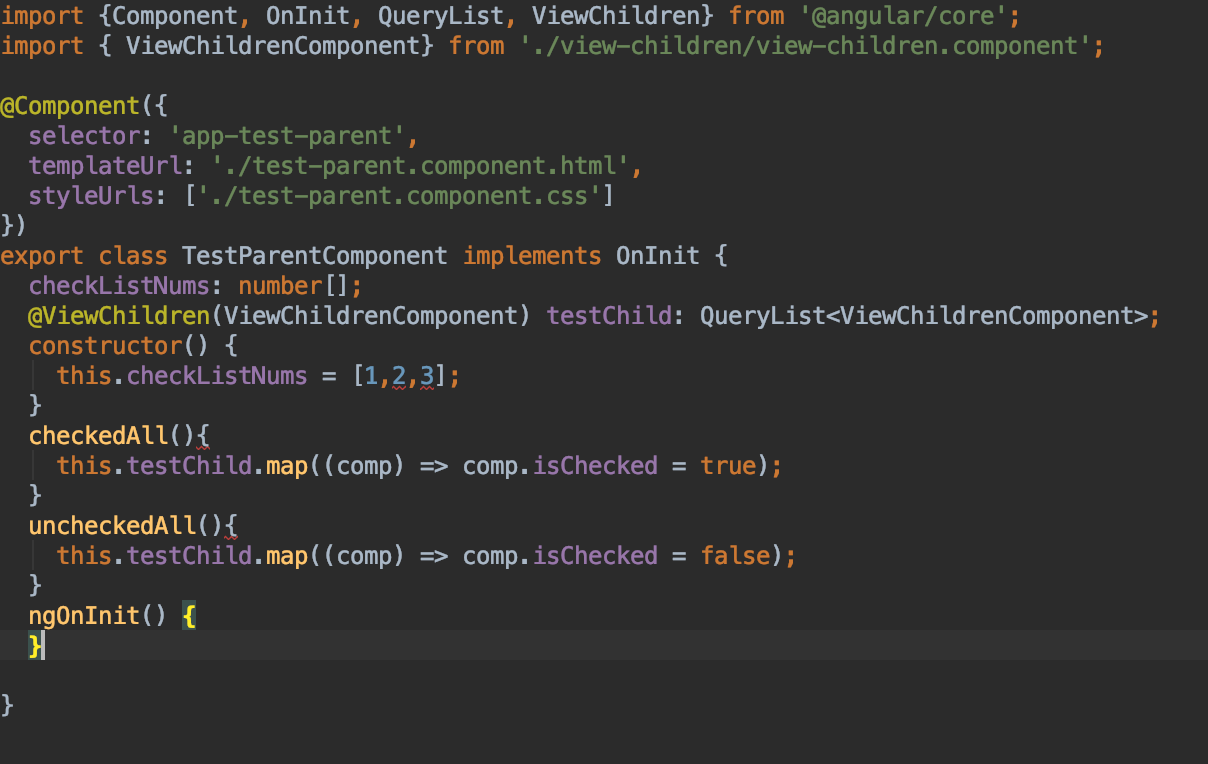 import {Component, OnInit, QueryList, ViewChildren} from '@angular/core';
import { ViewChildrenComponent} from './view-children/view-children.component';

@Component({
  selector: 'app-test-parent',
  templateUrl: './test-parent.component.html',
  styleUrls: ['./test-parent.component.css']
})
export class TestParentComponent implements OnInit {
  checkListNums: number[];
  @ViewChildren(ViewChildrenComponent) testChild: QueryList<ViewChildrenComponent>;
  constructor() {
    this.checkListNums = [1,2,3];
  }
  checkedAll(){
    this.testChild.map((comp) => comp.isChecked = true);
  }
  uncheckedAll(){
    this.testChild.map((comp) => comp.isChecked = false);
  }
  ngOnInit() {
  }

}